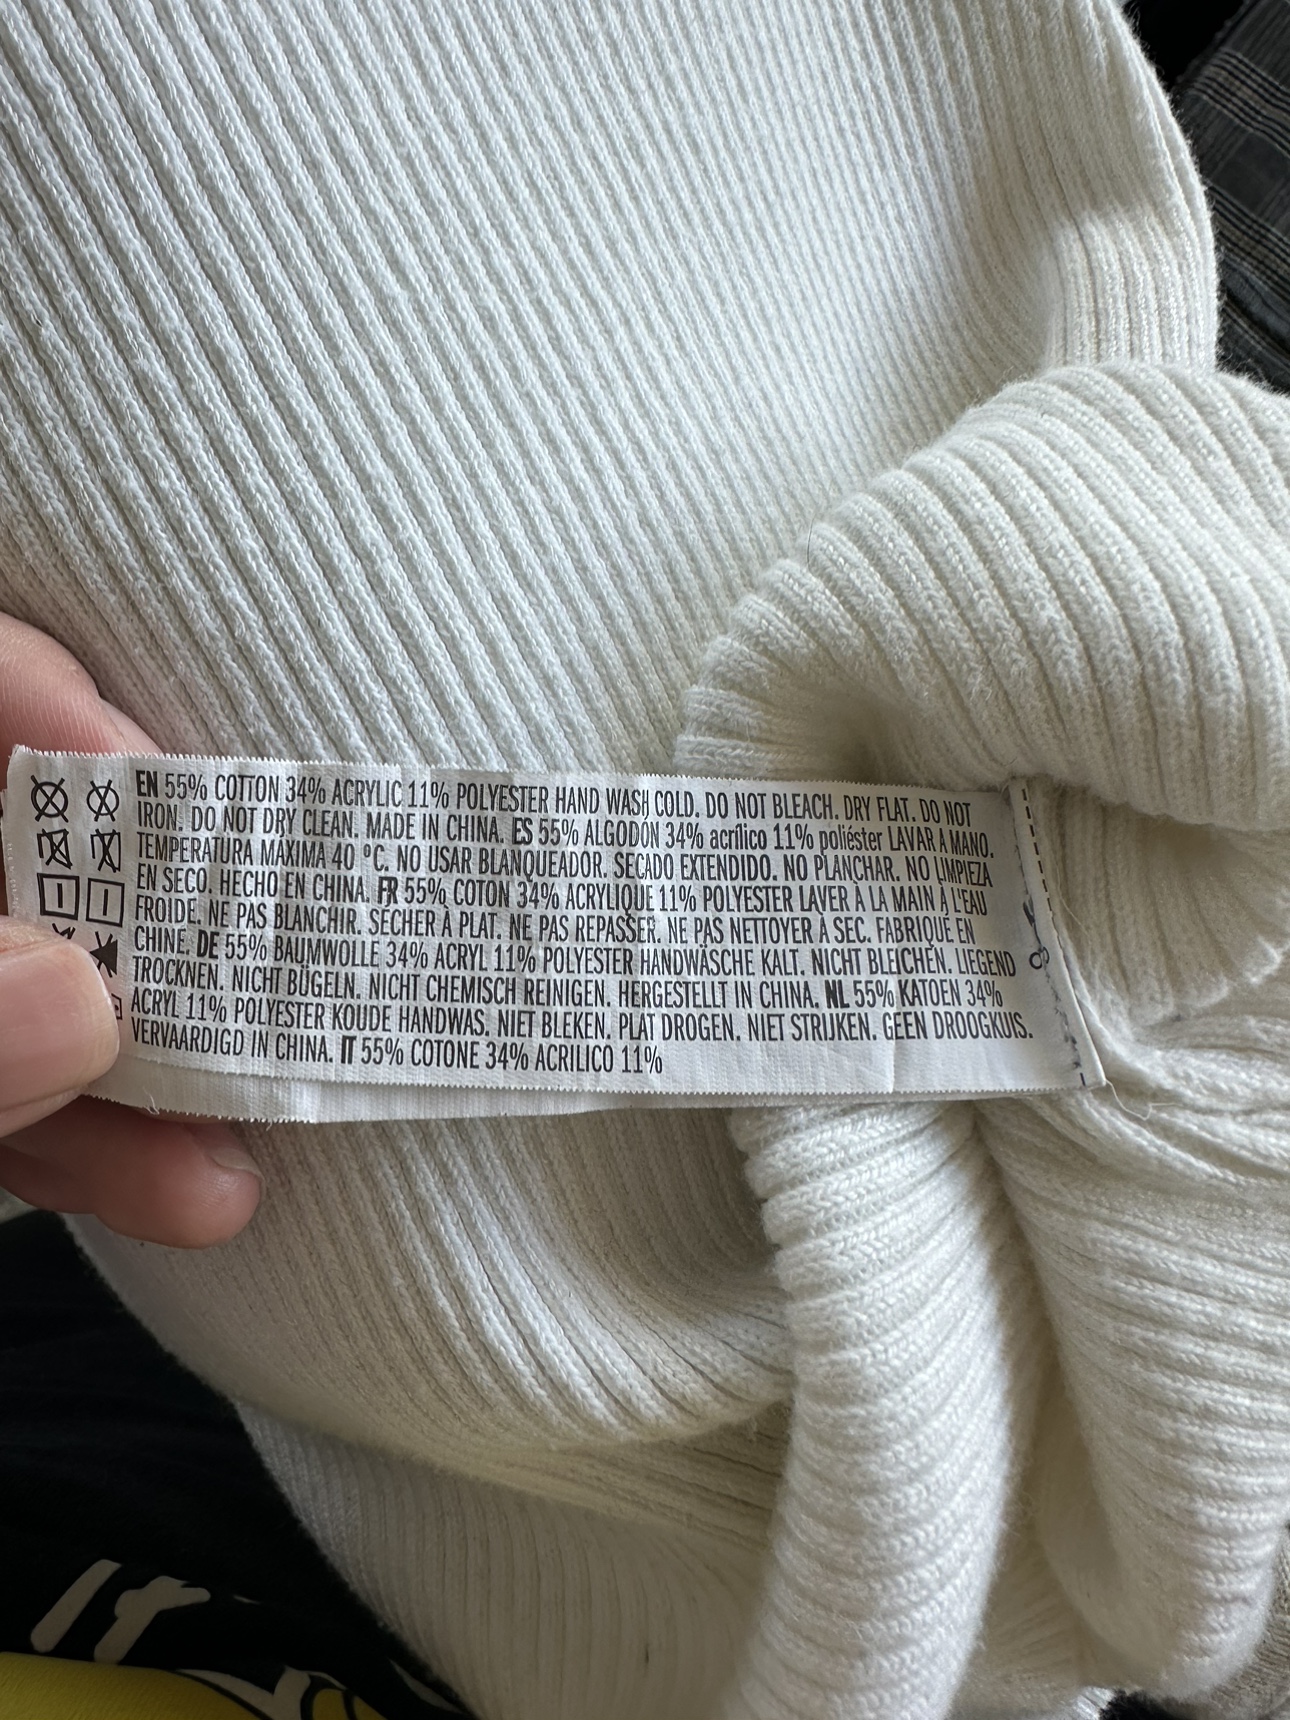 EN 55% COTTON 34% ACRYLIC 11% POLYESTER HAND WASH COLD. DO NOT BLEACH. DRY FLAT. DO NOT
IRON. DO NOT DRY CLEAN. MADE IN CHINA. ES 55% ALGODÓN 34% acrílico 11% poliéster LAVAR A MANO.
TEMPERATURA MÁXIMA 40 ºC. NO USAR BLANQUEADOR. SECADO EXTENDIDO. NO PLANCHAR. NO LIMPIEZA
EN SECO. HECHO EN CHINA. FR 55% COTON 34% ACRYLIQUE 11% POLYESTER LAVER À LA MAIN À L'EAU
FROIDE. NE PAS BLANCHIR. SÉCHER À PLAT. NE PAS REPASSER. NE PAS NETTOYER À SEC. FABRIQUÉ EN
CHINE. DE 55% BAUMWOLLE 34% ACRYL 11% POLYESTER HANDWÄSCHE KALT. NICHT BLEICHEN. LIEGEND
TROCKNEN. NICHT BÜGELN. NICHT CHEMISCH REINIGEN. HERGESTELLT IN CHINA. NL 55% KATOEN 34%
ACRYL 11% POLYESTER KOUDE HANDWAS. NIET BLEKEN. PLAT DROGEN. NIET STRIJKEN. GEEN DROOGKUIS.
VERVAARDIGD IN CHINA. IT 55% COTONE 34% ACRILICO 11%